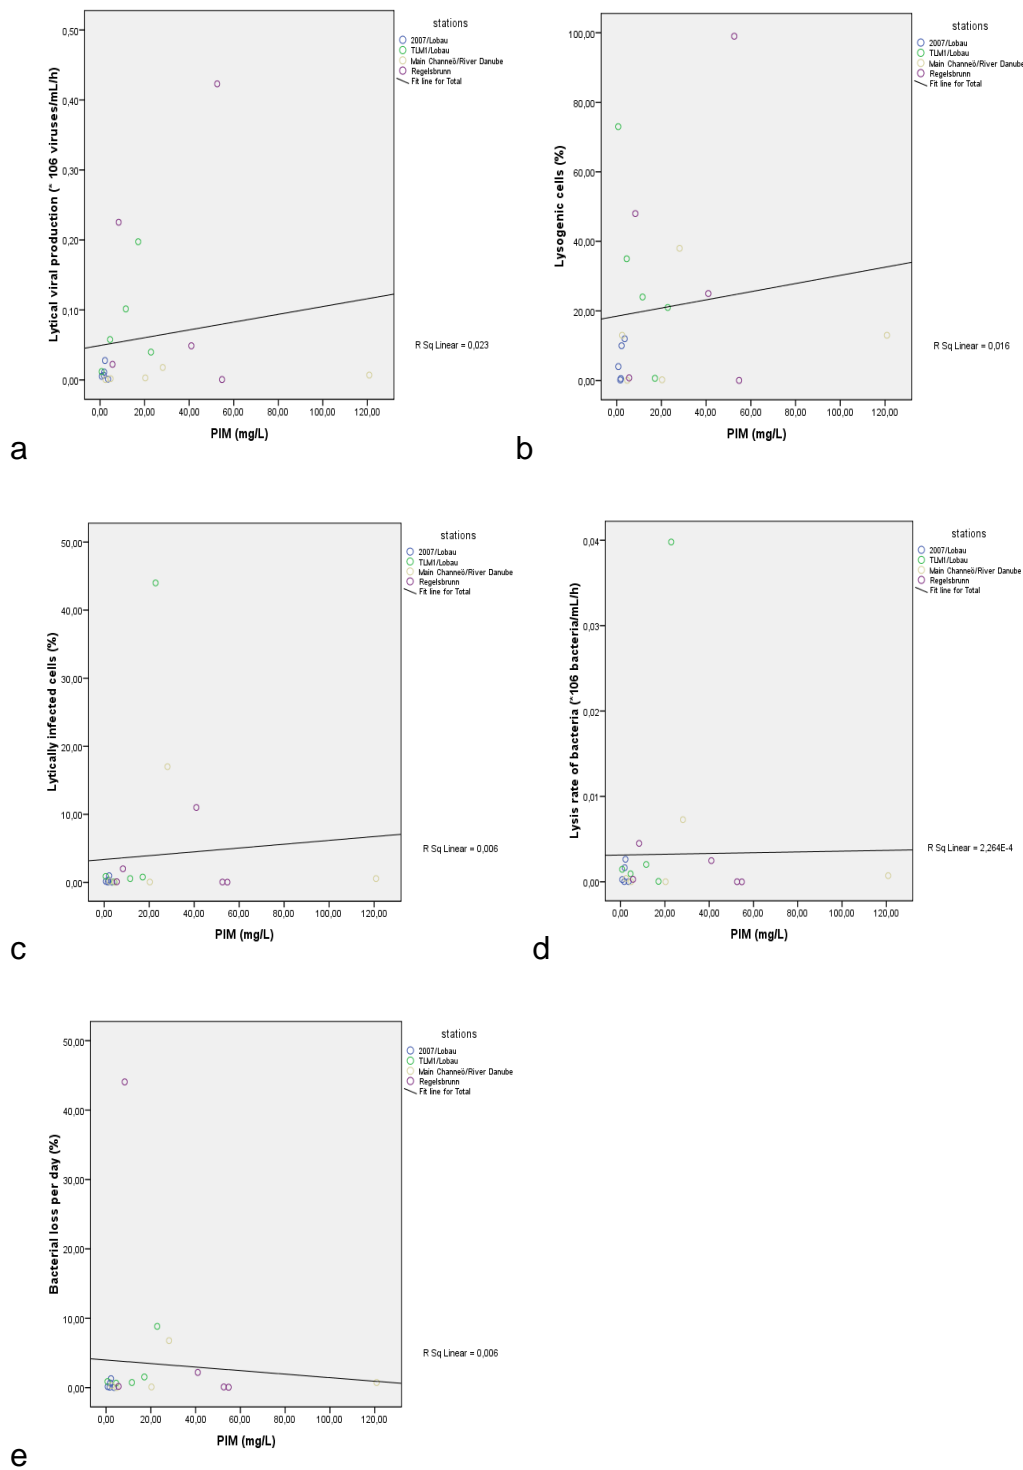 0,50
0,40
0,30
0,20
0,10
0,00
Lytical viral production (* 106 viruses/mL/h)
0,00 20,00 40,00 60,00 80,00 100,00 120,00
PIM (mg/L)
stations
2007/Lobau
TLM1/Lobau
Main Channeö/River Danube
Regelsbrunn
Fit line for Total
R Sq Linear = 0,023
a
100,00
80,00
60,00
40,00
20,00
0,00
Lysogenic cells (%)
0,00 20,00 40,00 60,00 80,00 100,00 120,00
PIM (mg/L)
stations
2007/Lobau
TLM1/Lobau
Main Channeö/River Danube
Regelsbrunn
Fit line for Total
R Sq Linear = 0,016
b
50,00
40,00
30,00
20,00
10,00
0,00
Lytically infected cells (%)
0,00 20,00 40,00 60,00 80,00 100,00 120,00
PIM (mg/L)
stations
2007/Lobau
TLM1/Lobau
Main Channeö/River Danube
Regelsbrunn
Fit line for Total
R Sq Linear = 0,006
c
0,04
0,03
0,02
0,01
0,00
Lysis rate of bacteria (*106 bacteria/mL/h)
0,00 20,00 40,00 60,00 80,00 100,00 120,00
PIM (mg/L)
stations
2007/Lobau
TLM1/Lobau
Main Channeö/River Danube
Regelsbrunn
Fit line for Total
R Sq Linear = 2,264E-4
d
50,00
40,00
30,00
20,00
10,00
0,00
Bacterial loss per day (%)
0,00 20,00 40,00 60,00 80,00 100,00 120,00
PIM (mg/L)
stations
2007/Lobau
TLM1/Lobau
Main Channeö/River Danube
Regelsbrunn
Fit line for Total
R Sq Linear = 0,006
e